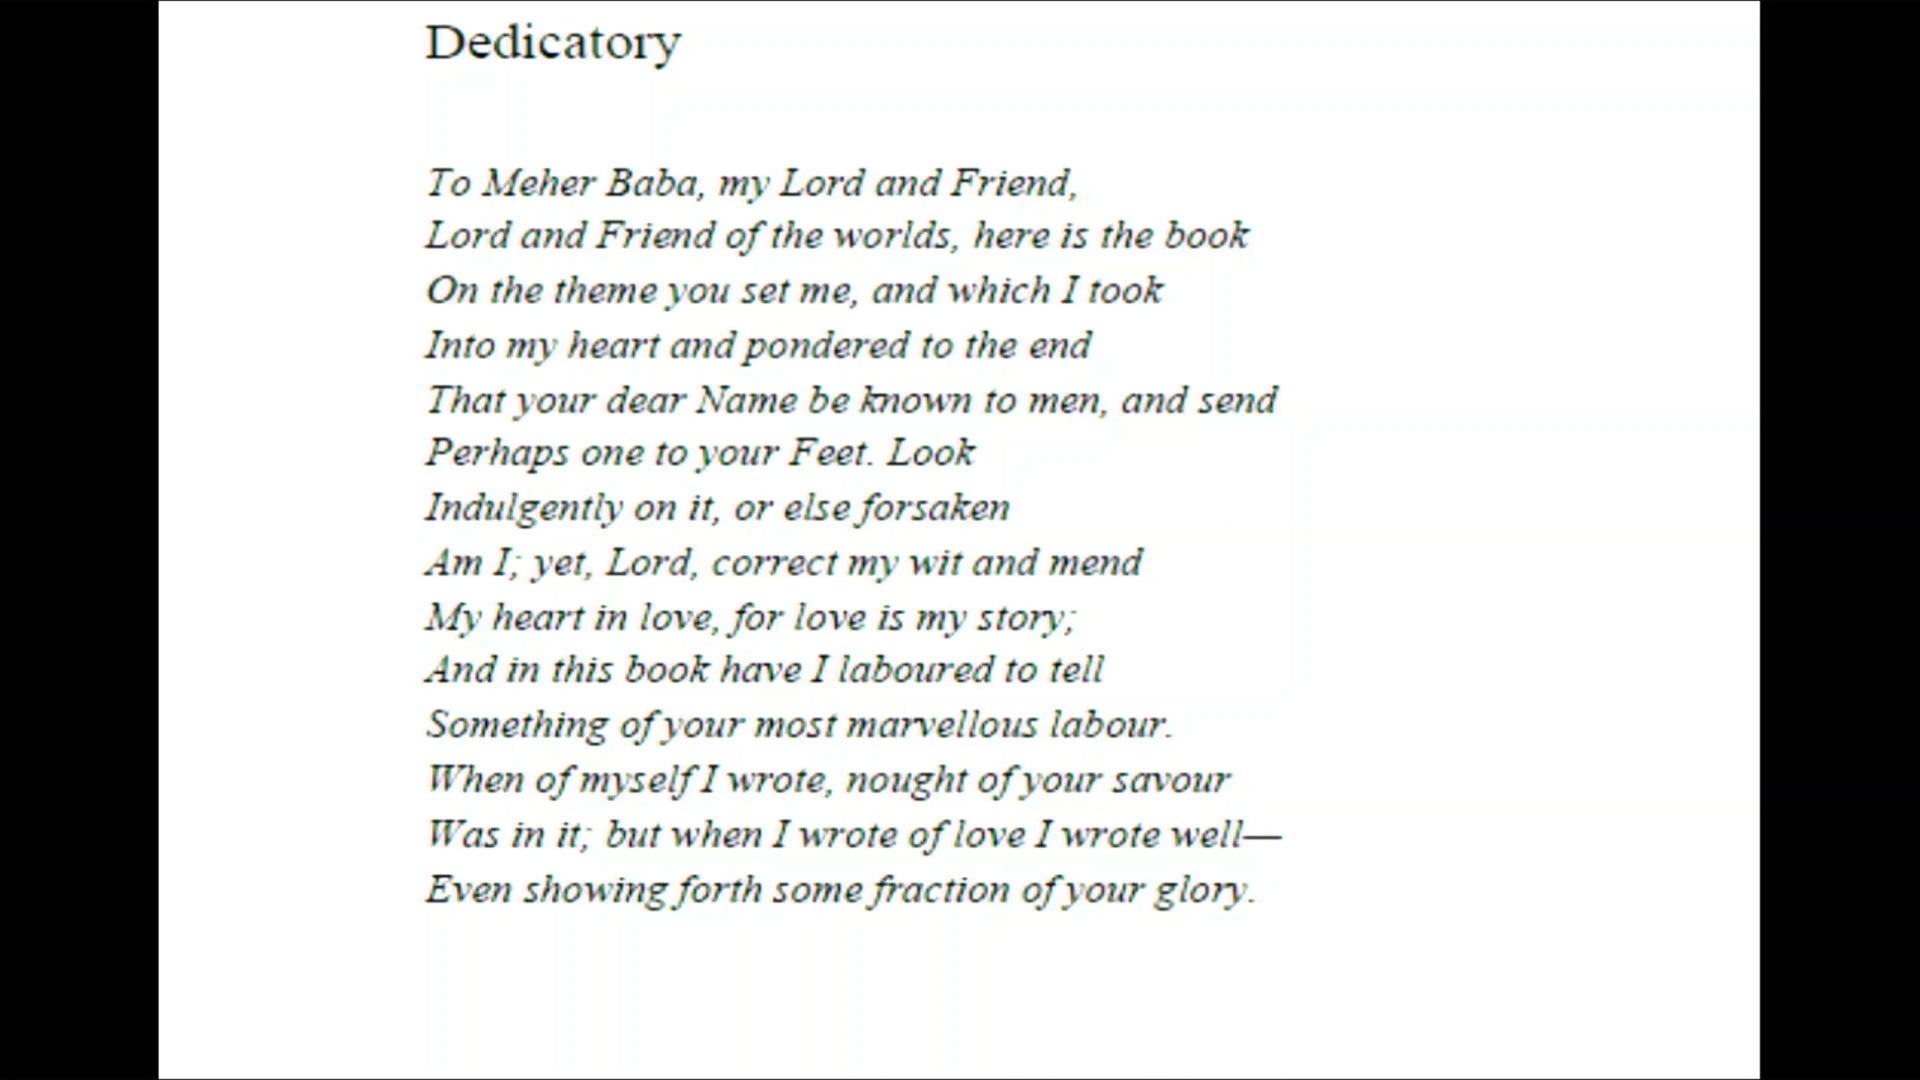 Dedicatory
To Meher Baba, my Lord and Friend,
Lord and Friend of the worlds, here is the book
On the theme you set me, and which I took
Into my heart and pondered to the end
That your dear Name be known to men, and send
Perhaps one to your Feet. Look
Indulgently on it, or else forsaken
Am I; yet, Lord, correct my wit and mend
My heart in love, for love is my story;
And in this book have I laboured to tell
Something of your most marvellous labour.
When of myself I wrote, nought of your savour
Was in it; but when I wrote of love I wrote well—
Even showing forth some fraction of your glory.